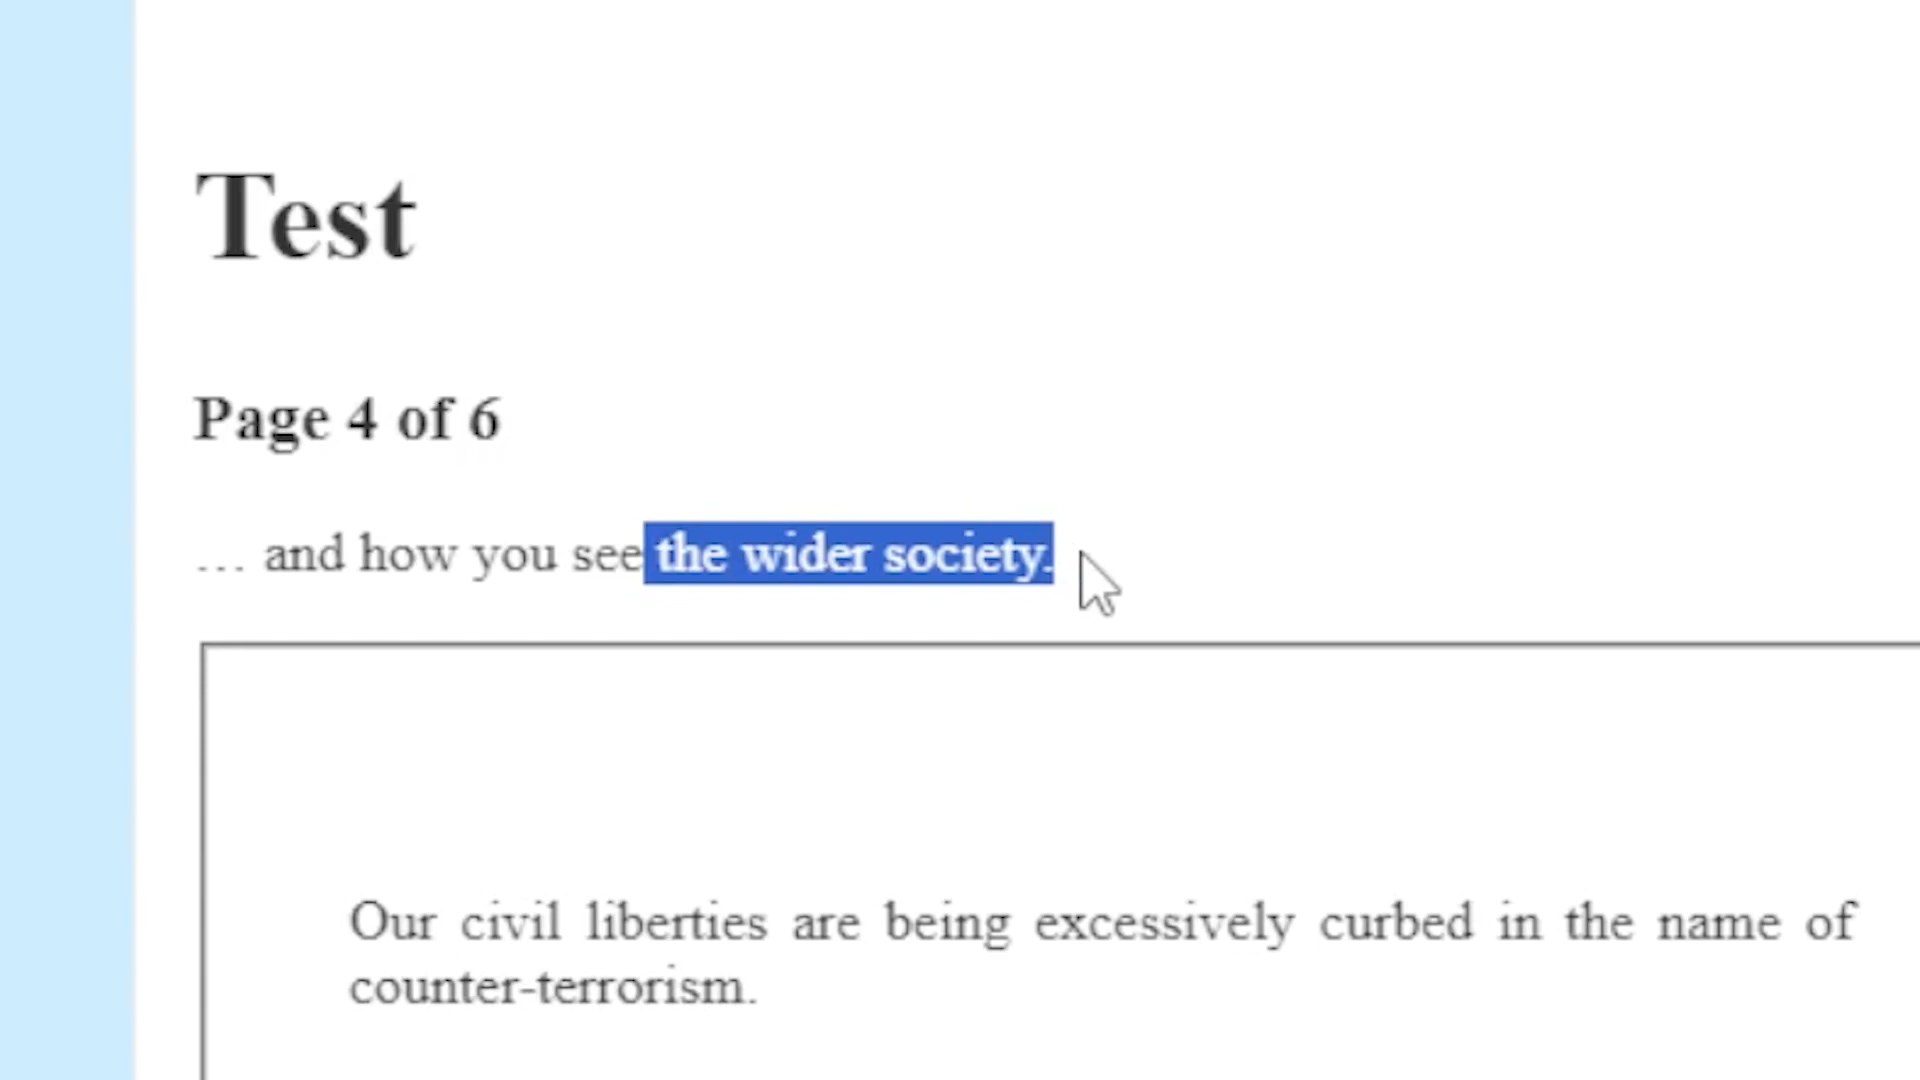 Test
Page 4 of 6
… and how you see the wider society.
Our civil liberties are being excessively curbed in the name of
counter-terrorism.